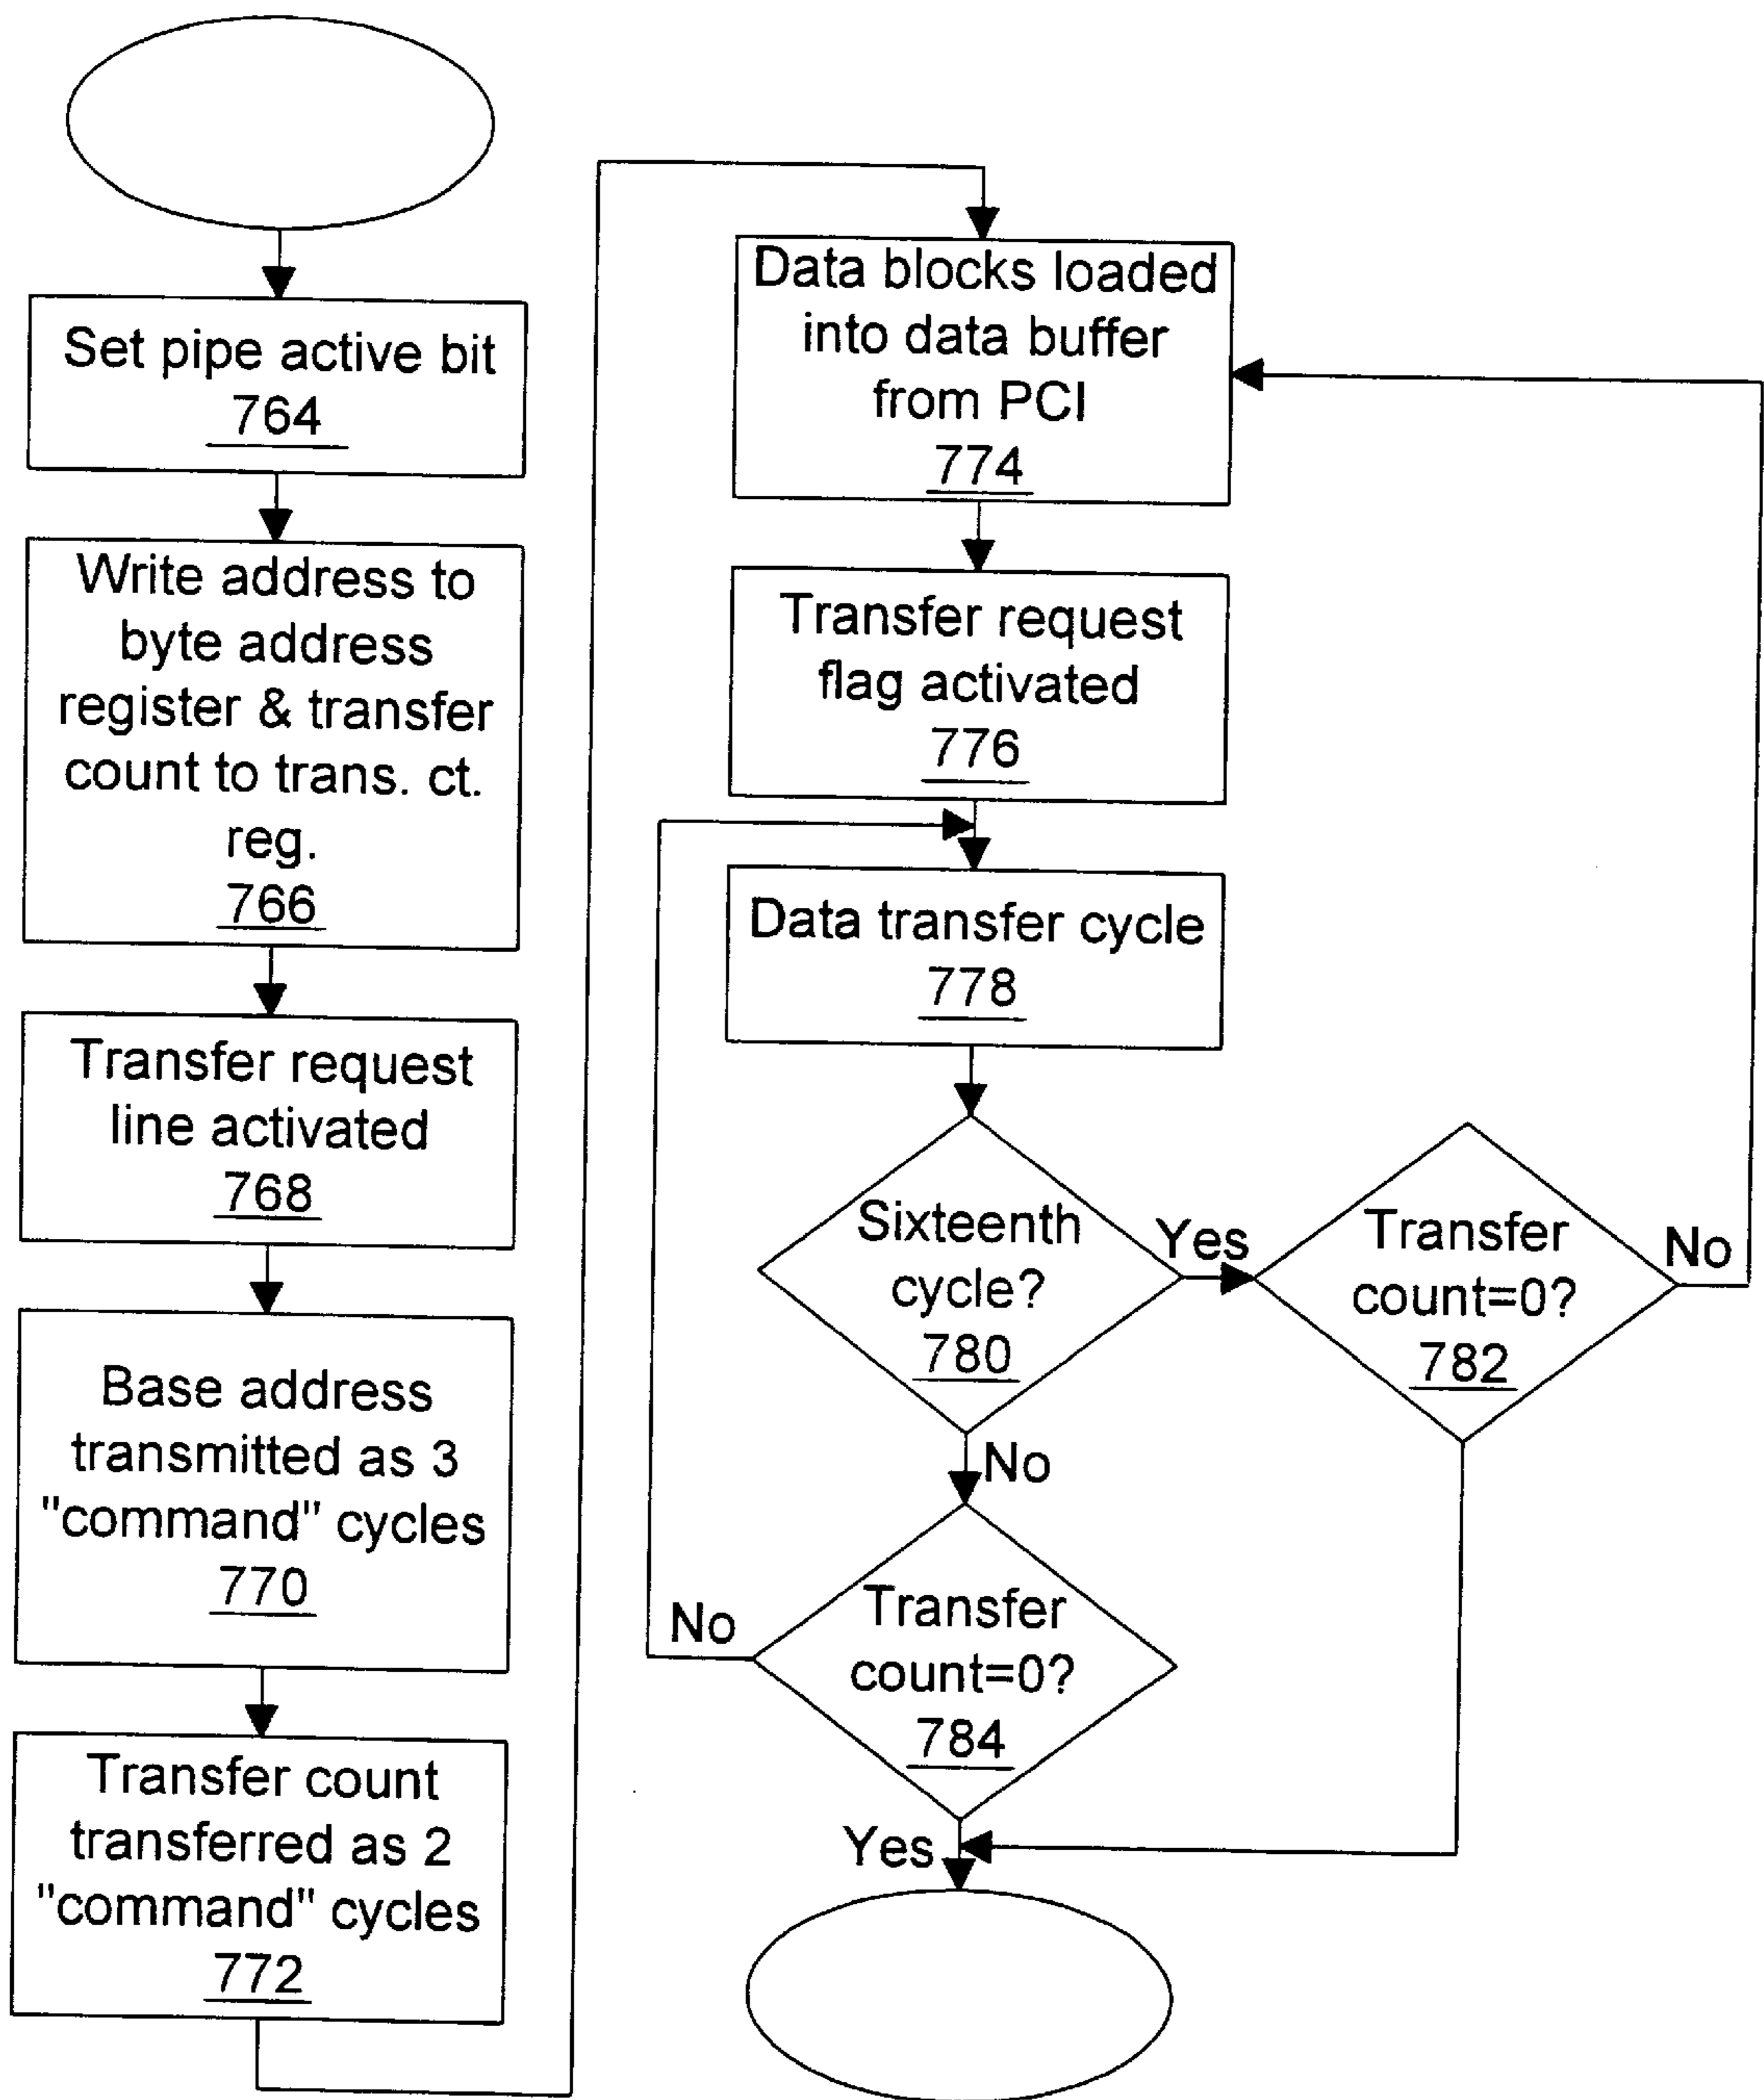 Set pipe active bit
764
Write address to
byte address
register & transfer
count to trans. ct.
reg.
766
Transfer request
line activated
768
Base address
transmitted as 3
"command" cycles
770
Transfer count
transferred as 2
"command" cycles
772
Data blocks loaded
into data buffer
from PCI
774
Transfer request
flag activated
776
Data transfer cycle
778
Sixteenth
cycle?
780
Yes
Transfer
count=0?
782
No
No
Transfer
count=0?
784
No
Yes